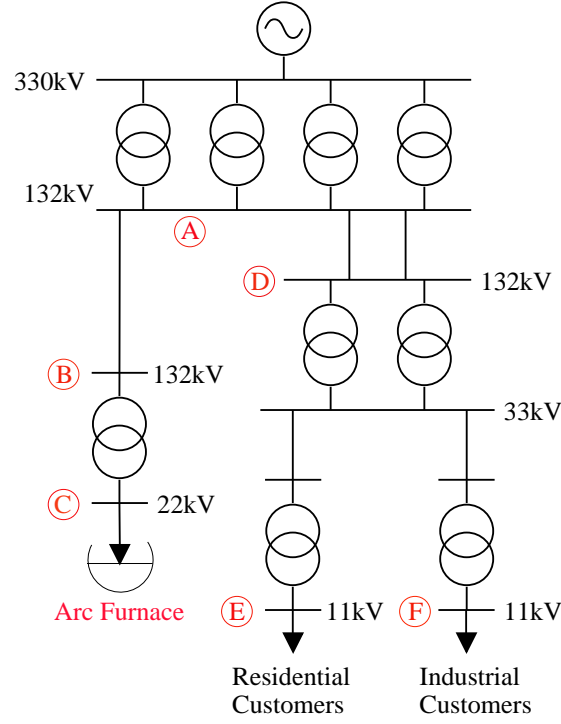 330kV
132kV
A
D
132kV
B
132kV
33kV
C
22kV
Arc Furnace
E
11kV
F
11kV
Residential
Customers
Industrial
Customers